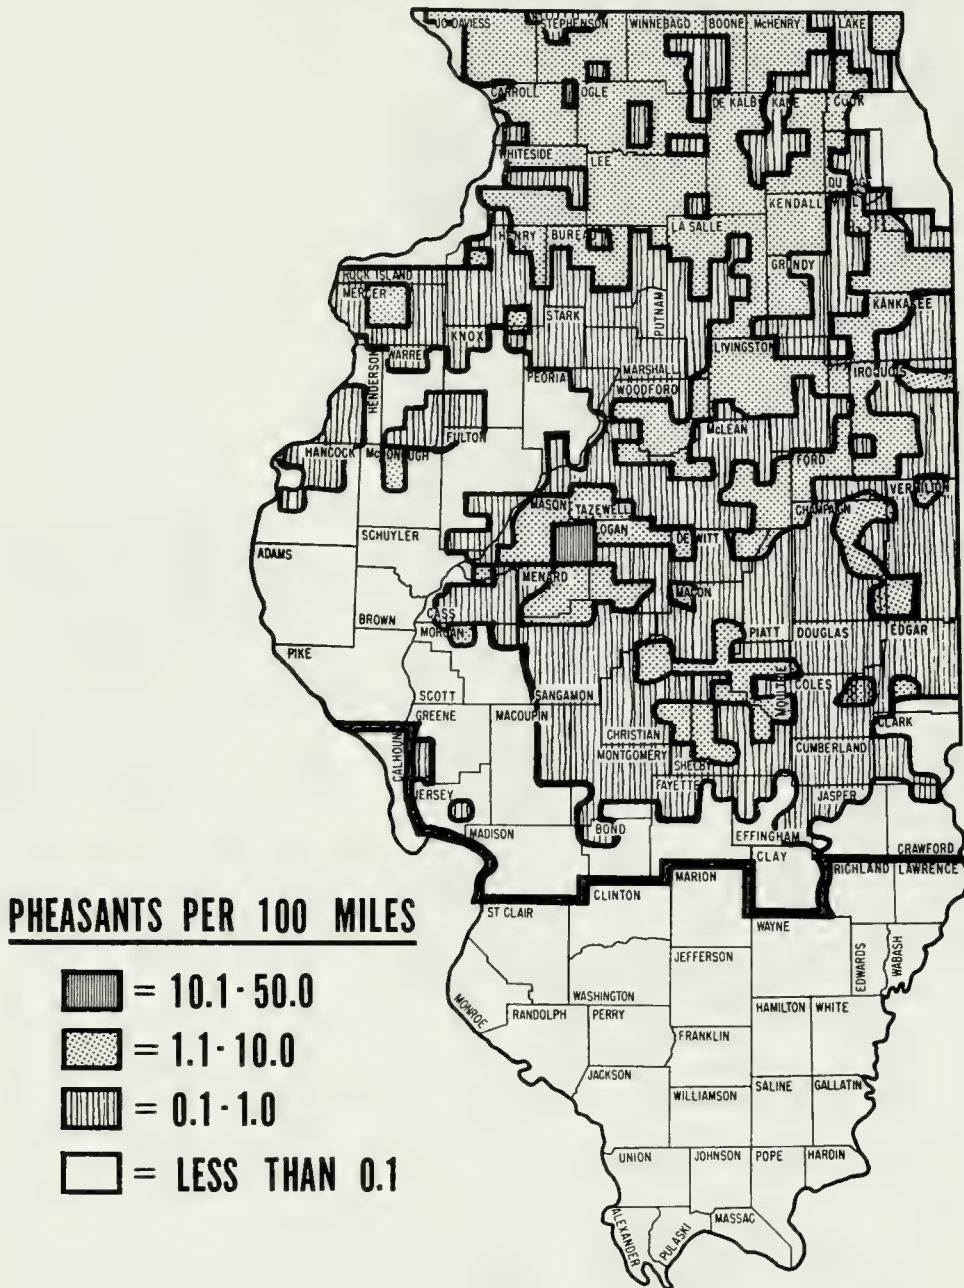 JO DAVIESS STEPHENSON WINNEBAGO BOONE McHENRY LAKE
CARROLL OGLE DE KALB KANE COOK
WHITESIDE LEE
KENDALL
HENRY BUREAU LA SALLE
ROCK ISLAND GRUNDY
MERCER KANKAKEE
STARK PUTNAM
KNOX
WARRE LIVINGSTON
HENDERSON PEORIA MARSHALL IROQUOIS
WOODFORD
FULTON McLEAN
HANCOCK McDONOUGH FORD
VERMILION
MASON TAZEWELL CHAMPAIGN
SCHUYLER LOGAN DE WITT
ADAMS
MENARD MACON
BROWN CASS
MORGAN PIATT DOUGLAS EDGAR
PIKE
SCOTT SANGAMON MOULTRIE COLES
GREENE MACOUPIN CLARK
CHRISTIAN
CALHOUN MONTGOMERY SHELBY CUMBERLAND
JERSEY FAYETTE JASPER
MADISON BOND EFFINGHAM
CLAY CRAWFORD
MARION RICHLAND LAWRENCE
CLINTON
ST CLAIR WAYNE
JEFFERSON EDWARDS WABASH
MONROE WASHINGTON
RANDOLPH PERRY HAMILTON WHITE
FRANKLIN
JACKSON SALINE GALLATIN
WILLIAMSON
UNION JOHNSON POPE HARDIN
ALEXANDER PULASKI MASSAC
PHEASANTS PER 100 MILES
= 10.1-50.0
= 1.1-10.0
= 0.1-1.0
= LESS THAN 0.1